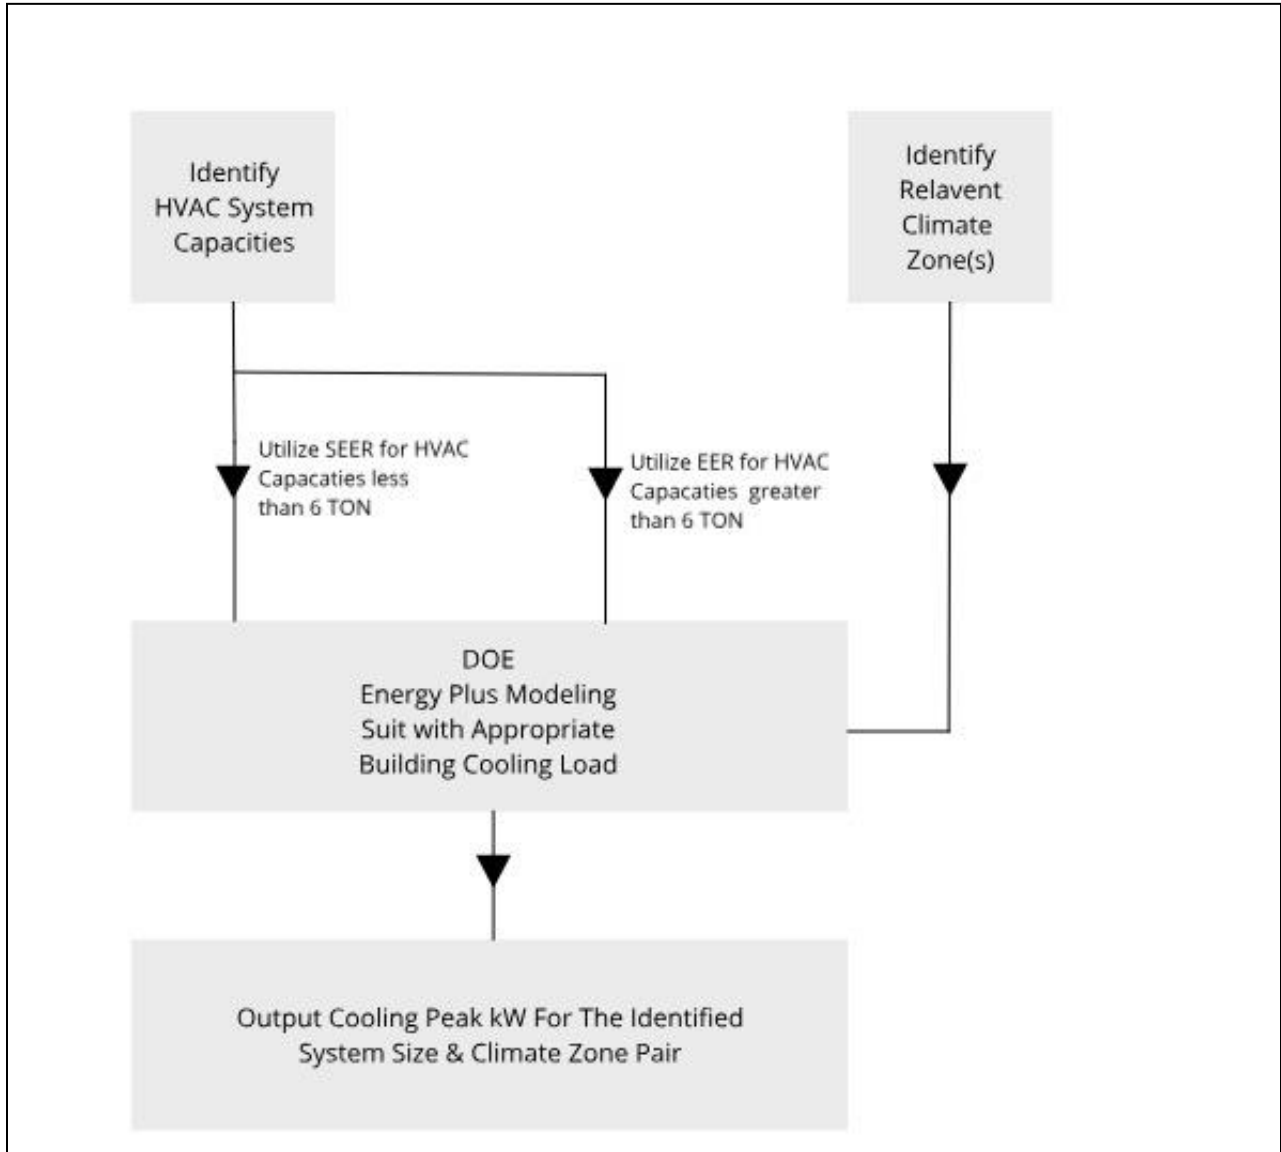 Identify
HVAC System
Capacities
Identify
Relavent
Climate
Zone(s)
Utilize SEER for HVAC
Capacaties less
than 6 TON
Utilize EER for HVAC
Capacaties greater
than 6 TON
DOE
Energy Plus Modeling
Suit with Appropriate
Building Cooling Load
Output Cooling Peak kW For The Identified
System Size & Climate Zone Pair